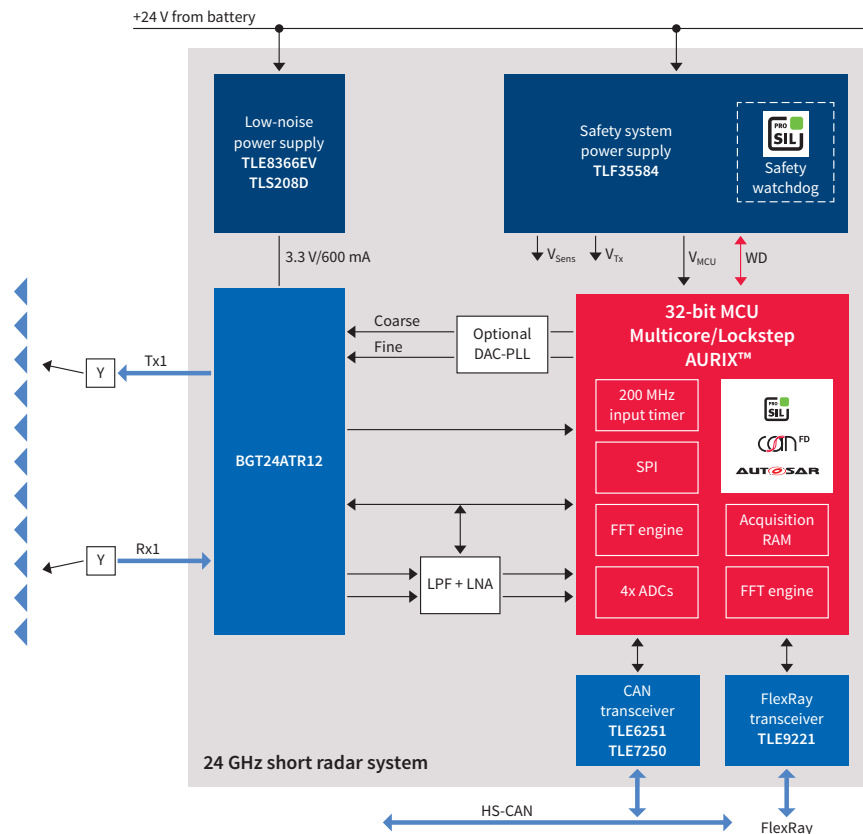 +24 V from battery
Low-noise
power supply
TLE8366EV
TLS208D
Safety system
power supply
TLF35584
PRO
SIL
Safety
watchdog
3.3 V/600 mA
VSens
VTx
VMCU
WD
Coarse
Fine
Optional
DAC-PLL
32-bit MCU
Multicore/Lockstep
AURIX™
Tx1
Y
200 MHz
input timer
PRO
SIL
CAN FD
AUTOSAR
BGT24ATR12
SPI
FFT engine
Acquisition
RAM
Rx1
Y
LPF + LNA
4x ADCs
FFT engine
CAN
transceiver
TLE6251
TLE7250
FlexRay
transceiver
TLE9221
24 GHz short radar system
HS-CAN
FlexRay